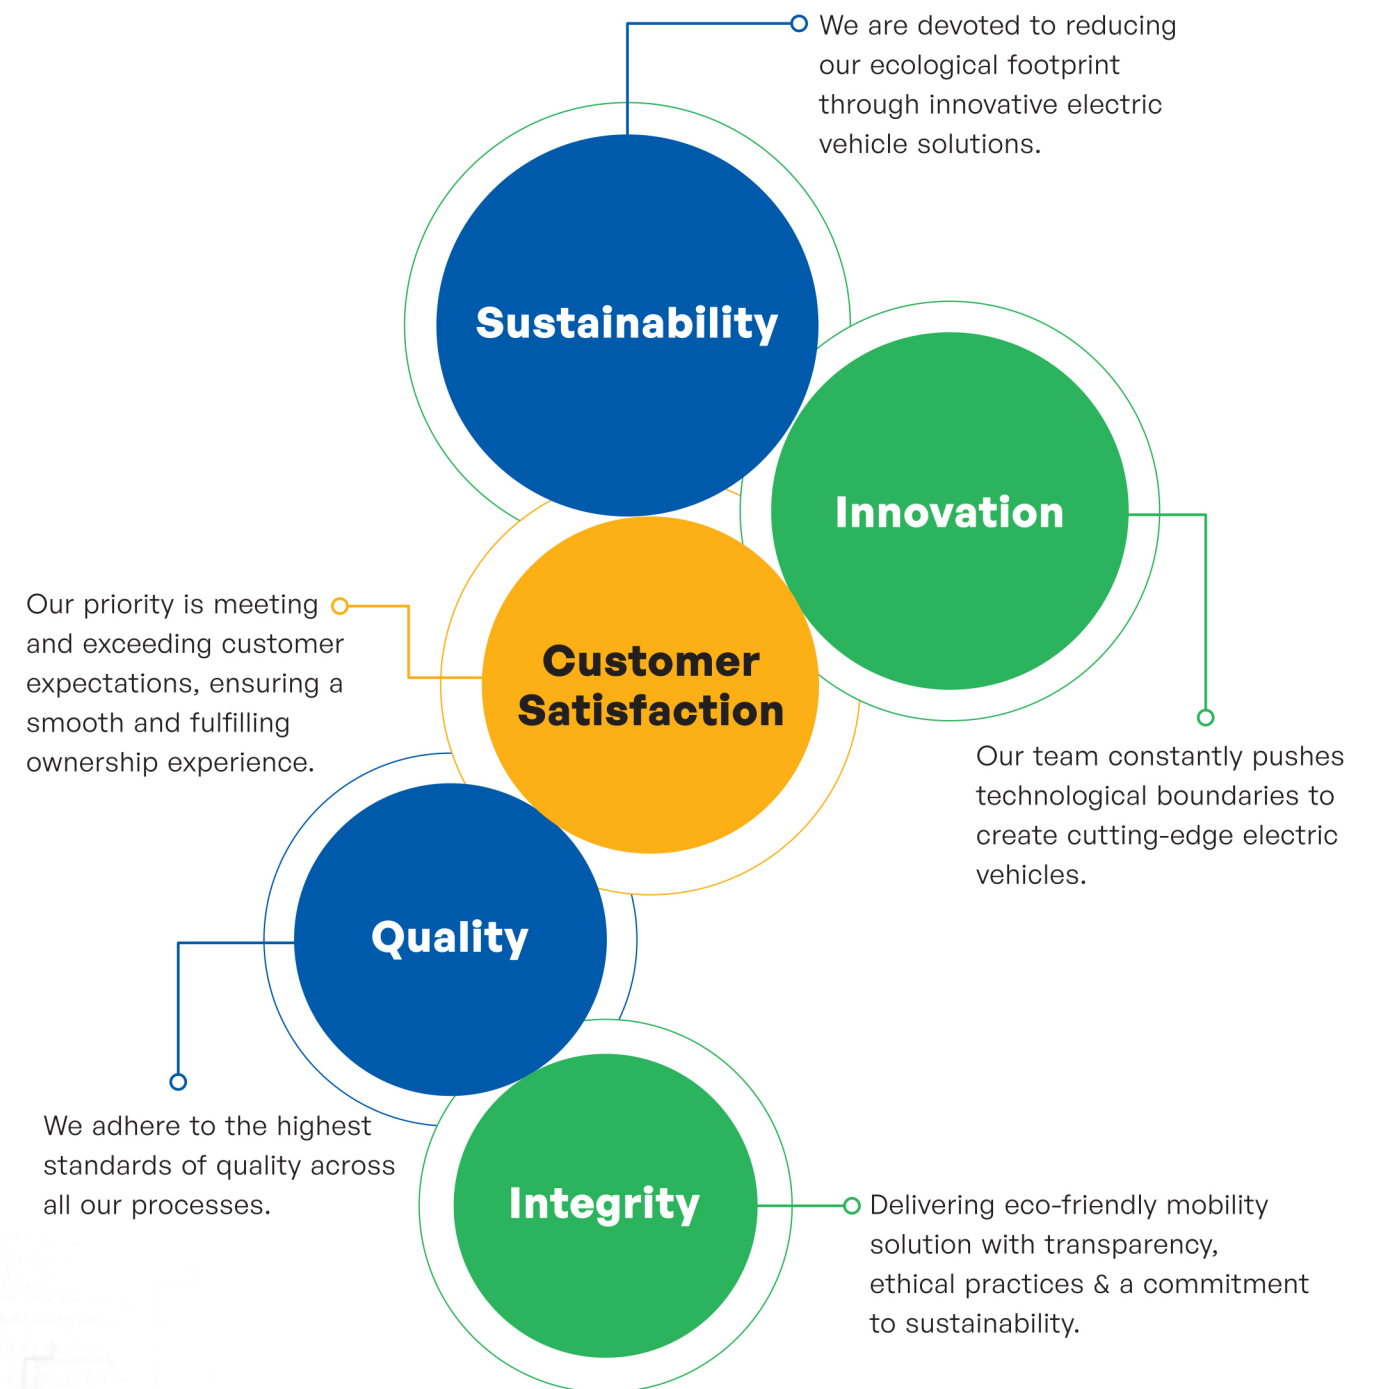 We are devoted to reducing
our ecological footprint
through innovative electric
vehicle solutions.
Sustainability
Innovation
Our priority is meeting
and exceeding customer
expectations, ensuring a
smooth and fulfilling
ownership experience.
Customer
Satisfaction
Our team constantly pushes
technological boundaries to
create cutting-edge electric
vehicles.
Quality
We adhere to the highest
standards of quality across
all our processes.
Integrity
Delivering eco-friendly mobility
solution with transparency,
ethical practices & a commitment
to sustainability.